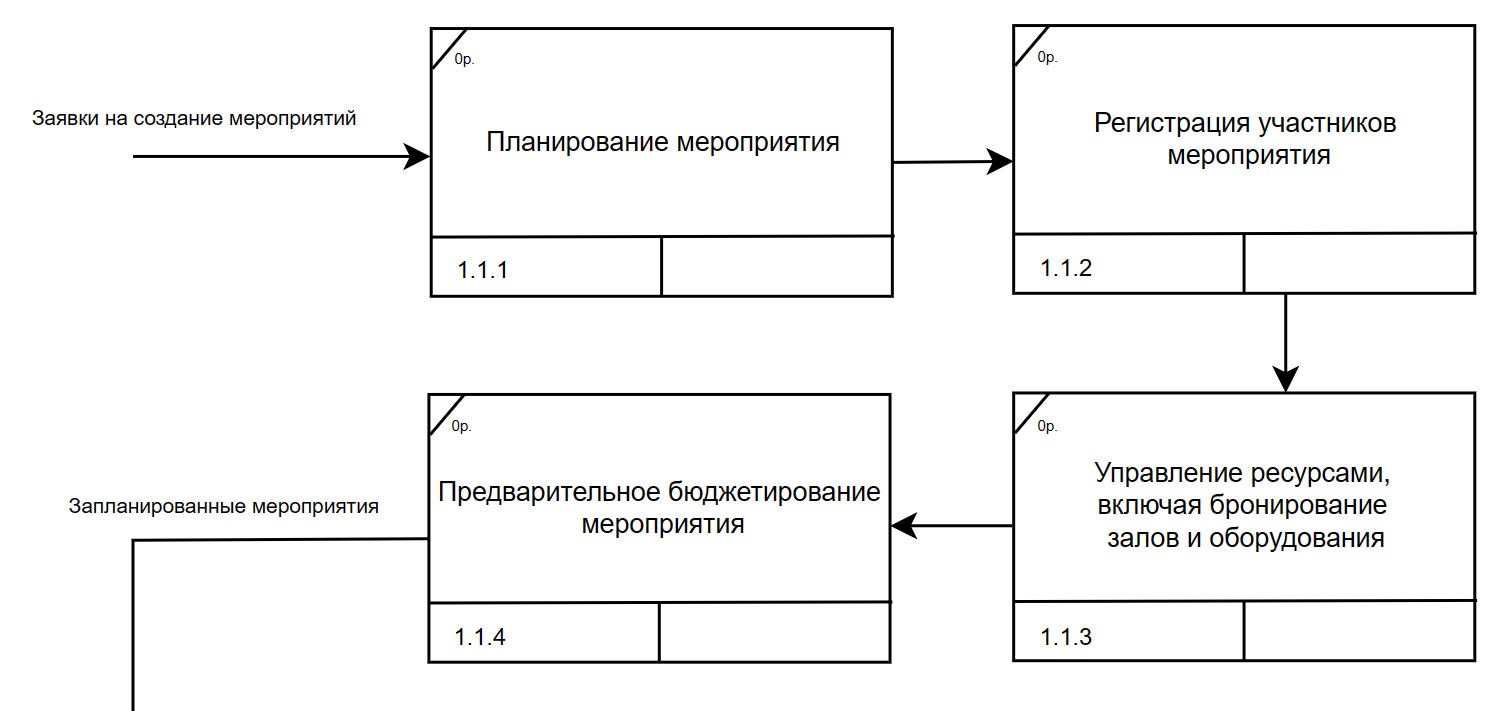 Заявки на создание мероприятий
0р.
Планирование мероприятия
1.1.1
0р.
Регистрация участников
мероприятия
1.1.2
0р.
Управление ресурсами,
включая бронирование
залов и оборудования
1.1.3
0р.
Предварительное бюджетирование
мероприятия
1.1.4
Запланированные мероприятия